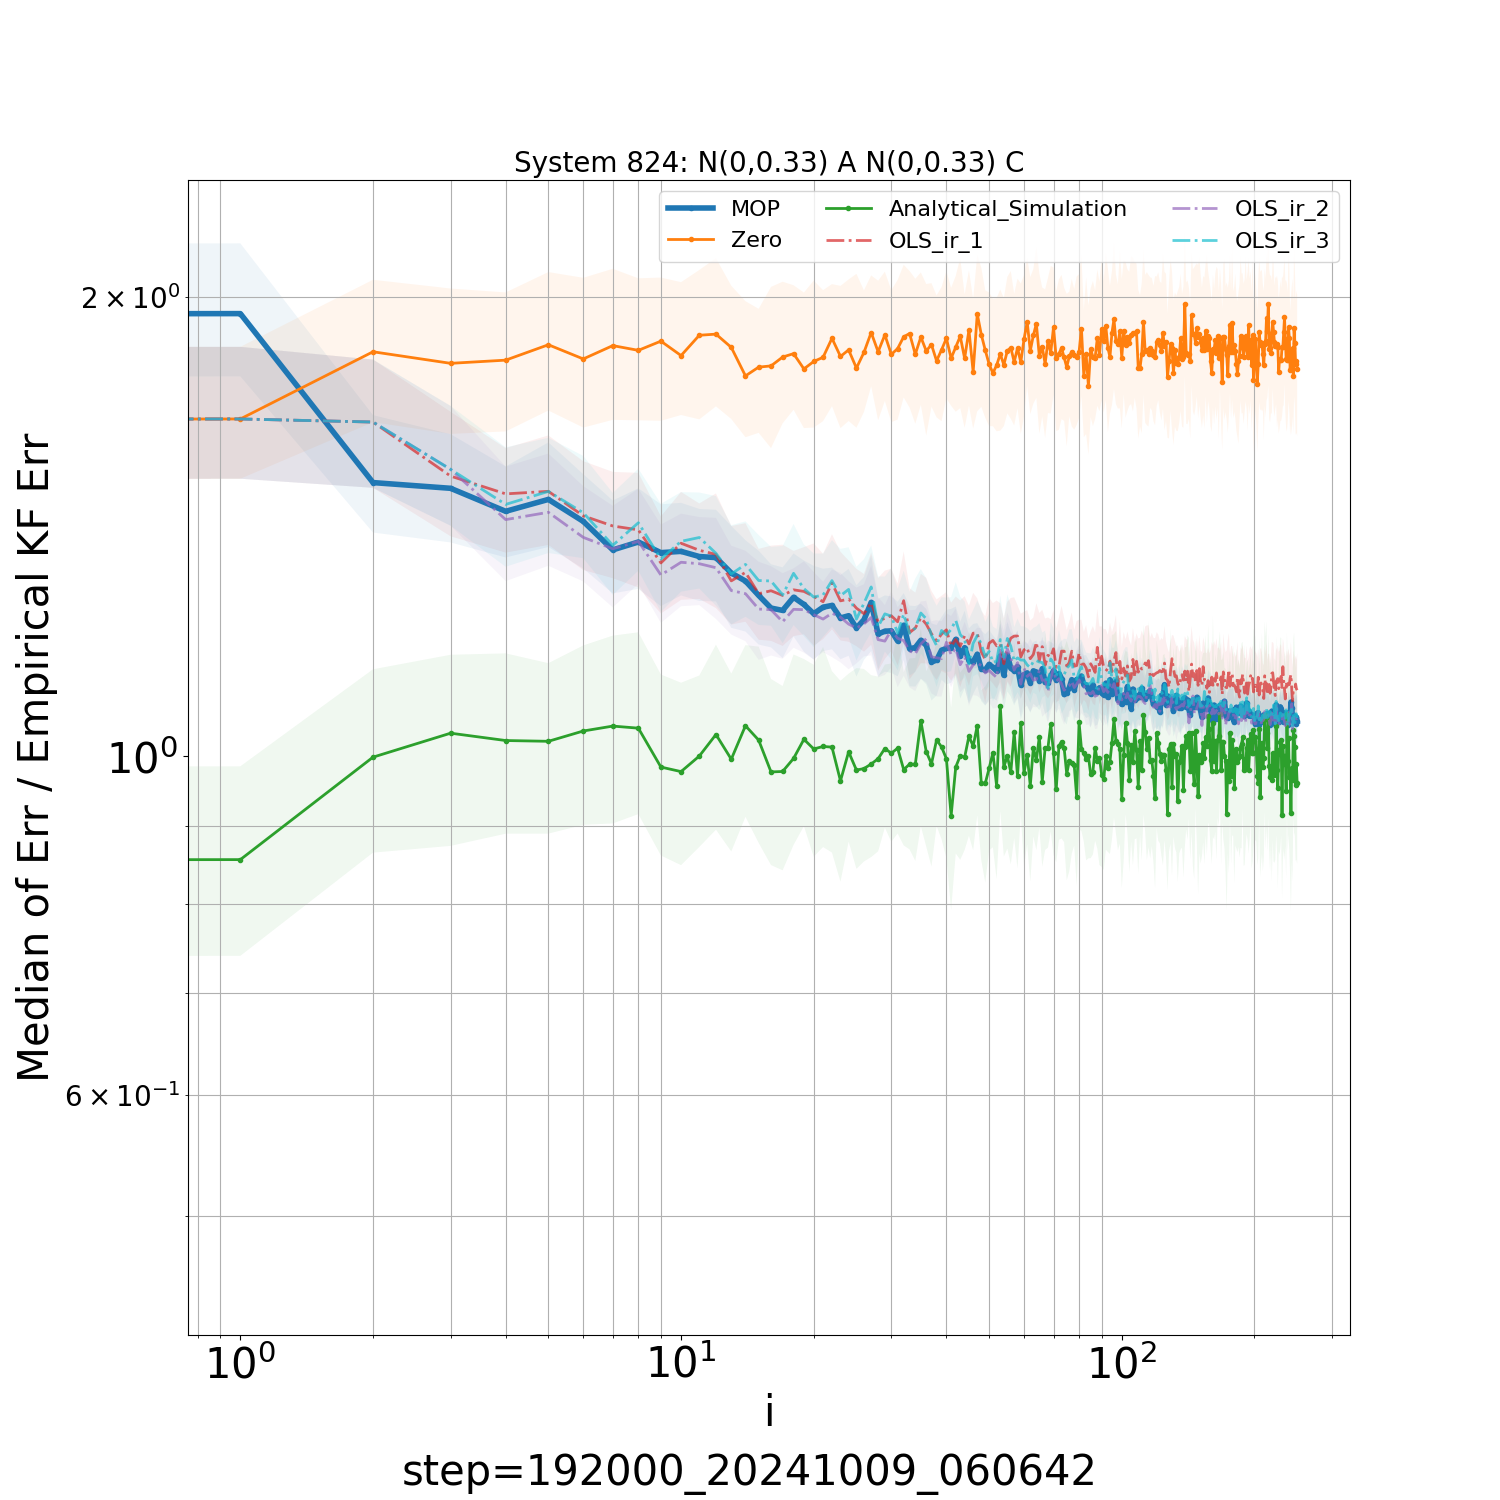 System 824: N(0,0.33) A N(0,0.33) C
MOP
Zero
Analytical_Simulation
OLS_ir_1
OLS_ir_2
OLS_ir_3
Median of Err / Empirical KF Err
2 × 10⁰
10⁰
6 × 10⁻¹
10⁰
10¹
10²
i
step=192000_20241009_060642